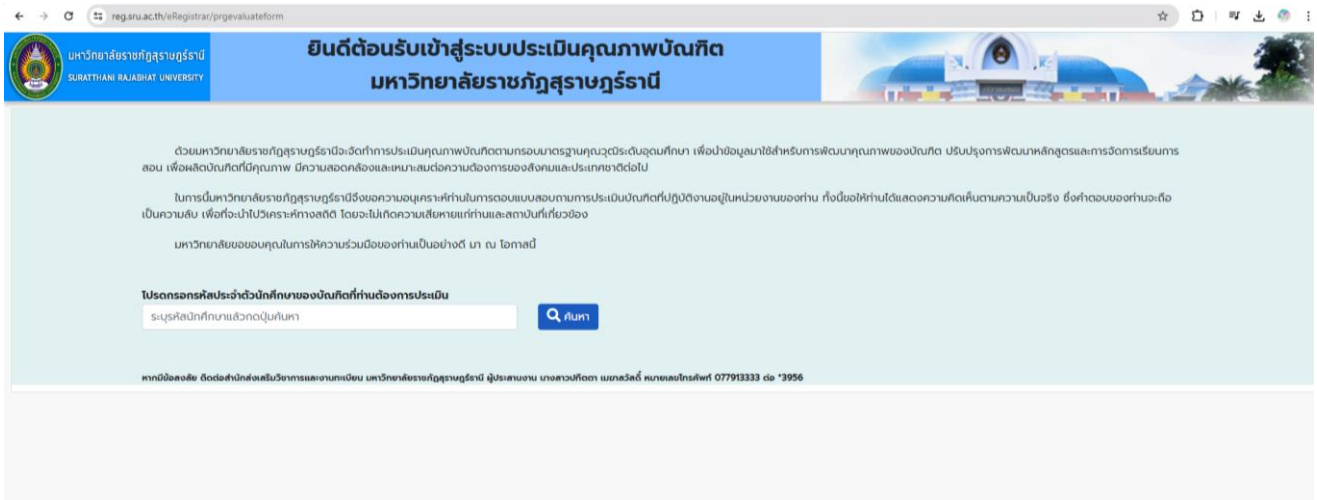 reg.sru.ac.th/eRegistrar/prgevaluateform
มหาวิทยาลัยราชภัฏสุราษฎร์ธานี
SURATTHANI RAJABHAT UNIVERSITY
ยินดีต้อนรับเข้าสู่ระบบประเมินคุณภาพบัณฑิต
มหาวิทยาลัยราชภัฏสุราษฎร์ธานี
ด้วยมหาวิทยาลัยราชภัฏสุราษฎร์ธานีจะจัดทำการประเมินคุณภาพบัณฑิตตามกรอบมาตรฐานคุณวุฒิระดับอุดมศึกษา เพื่อนำข้อมูลมาใช้สำหรับการพัฒนาคุณภาพของบัณฑิต ปรับปรุงการพัฒนาหลักสูตรและการจัดการเรียนการ
สอน เพื่อผลิตบัณฑิตที่มีคุณภาพ มีความสอดคล้องและเหมาะสมต่อความต้องการของสังคมและประเทศชาติต่อไป
ในการนี้มหาวิทยาลัยราชภัฏสุราษฎร์ธานีจึงขอความอนุเคราะห์ท่านในการตอบแบบสอบถามการประเมินบัณฑิตที่ปฏิบัติงานอยู่ในหน่วยงานของท่าน ทั้งนี้ขอให้ท่านได้แสดงความคิดเห็นตามความเป็นจริง ซึ่งคำตอบของท่านจะถือ
เป็นความลับ เพื่อที่จะนำไปวิเคราะห์ทางสถิติ โดยจะไม่เกิดความเสียหายแก่ท่านและสถาบันที่เกี่ยวข้อง
มหาวิทยาลัยขอขอบคุณในการให้ความร่วมมือของท่านเป็นอย่างดี มา ณ โอกาสนี้
โปรดกรอกรหัสประจำตัวนักศึกษาของบัณฑิตที่ท่านต้องการประเมิน
ระบุรหัสนักศึกษาแล้วกดปุ่มค้นหา
ค้นหา
หากมีข้อสงสัย ติดต่อสำนักส่งเสริมวิชาการและงานทะเบียน มหาวิทยาลัยราชภัฏสุราษฎร์ธานี ผู้ประสานงาน นางสาวปทิตตา เมฆาสวัสดิ์ หมายเลขโทรศัพท์ 077913333 ต่อ *3956